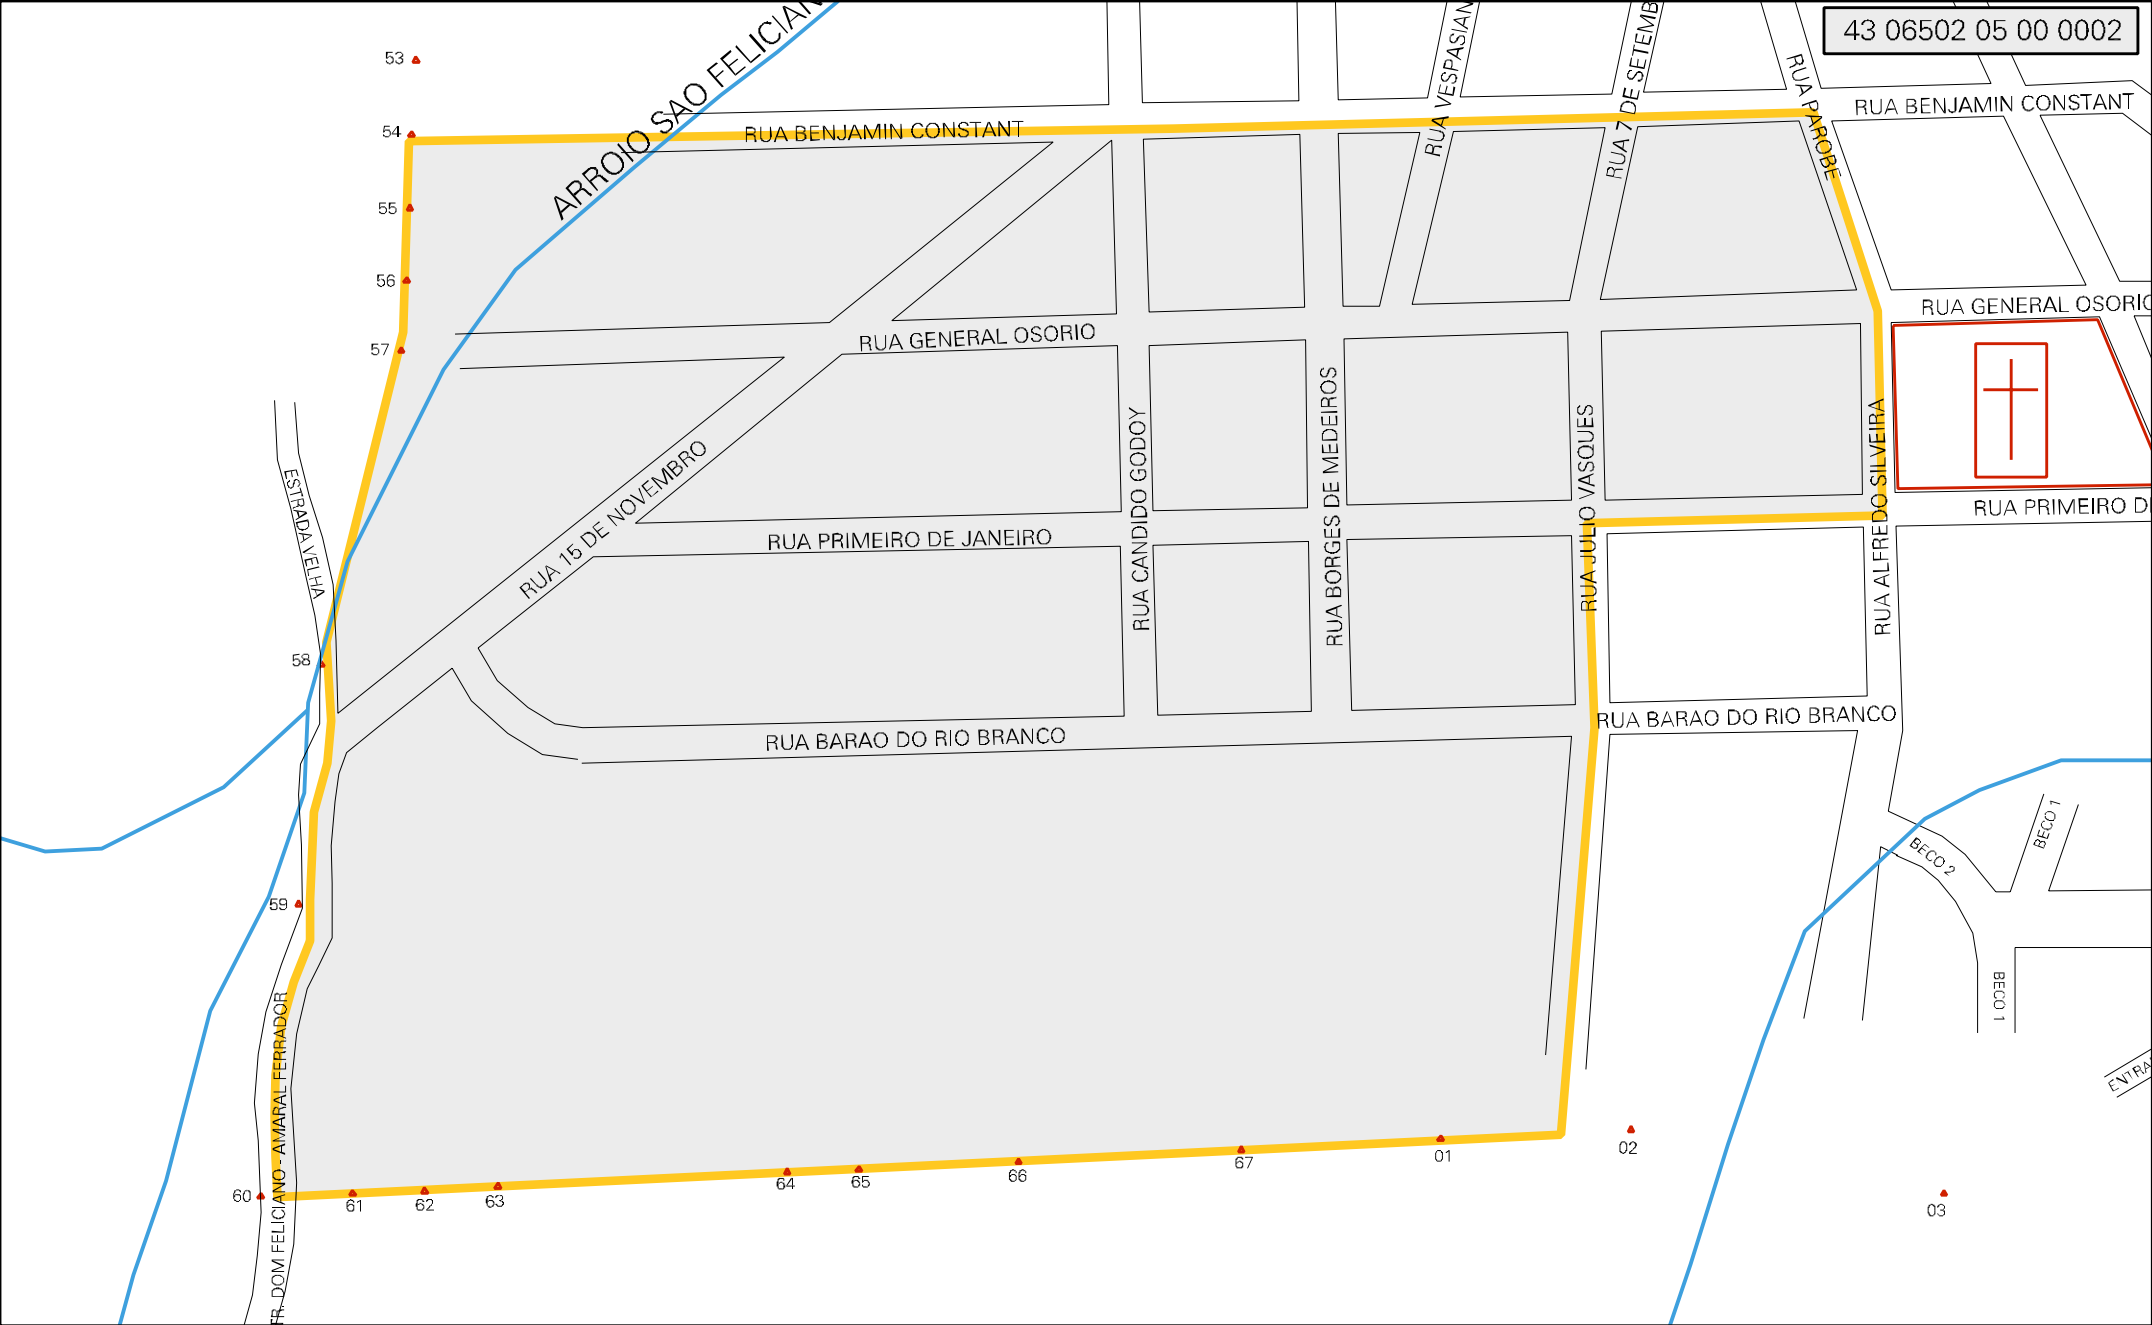 43 06502 05 00 0002
53
ARROIO SAO FELICIAN
RUA VESPASIAN
RUA 7 DE SETEMB
RUA PAROBE
RUA BENJAMIN CONSTANT
54
RUA BENJAMIN CONSTANT
55
56
57
RUA GENERAL OSORIO
RUA GENERAL OSORIO
ESTRADA VELHA
RUA 15 DE NOVEMBRO
RUA CANDIDO GODOY
RUA BORGES DE MEDEIROS
RUA JULIO VASQUES
RUA ALFREDO SILVEIRA
RUA PRIMEIRO DE JANEIRO
RUA PRIMEIRO D
58
RUA BARAO DO RIO BRANCO
RUA BARAO DO RIO BRANCO
BECO 1
BECO 2
59
BECO 1
FR. DOM FELICIANO - AMARAL FERRADOR
ENTRA
60
61
62
63
64
65
66
67
01
02
03